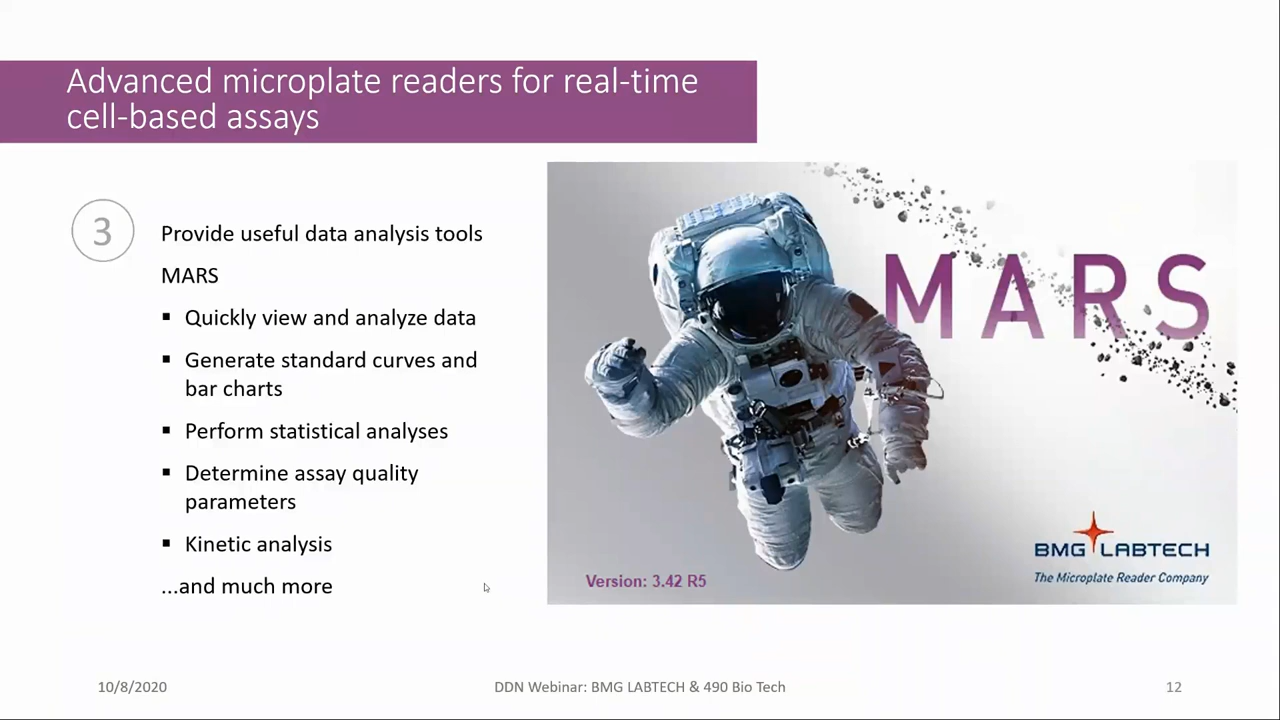 Advanced microplate readers for real-time
cell-based assays
3
Provide useful data analysis tools
MARS
▪ Quickly view and analyze data
▪ Generate standard curves and
bar charts
▪ Perform statistical analyses
▪ Determine assay quality
parameters
▪ Kinetic analysis
...and much more
MARS
BMG LABTECH
The Microplate Reader Company
Version: 3.42 R5
10/8/2020
DDN Webinar: BMG LABTECH & 490 Bio Tech
12